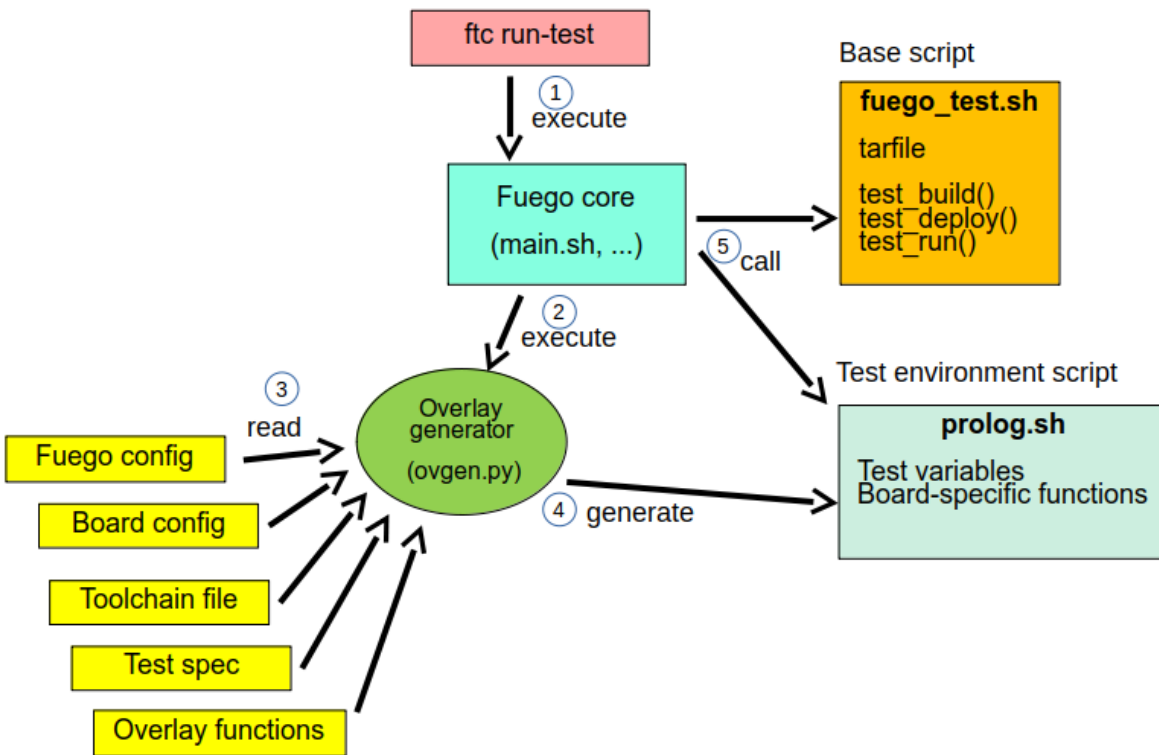 ftc run-test
1
execute
Base script
fuego_test.sh
tarfile
test_build()
test_deploy()
test_run()
Fuego core
(main.sh, ...)
5
call
2
execute
Test environment script
prolog.sh
Test variables
Board-specific functions
3
read
Overlay
generator
(ovgen.py)
4
generate
Fuego config
Board config
Toolchain file
Test spec
Overlay functions